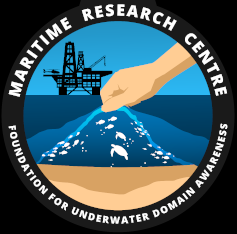 MARITIME RESEARCH CENTRE
FOUNDATION FOR UNDERWATER DOMAIN AWARENESS